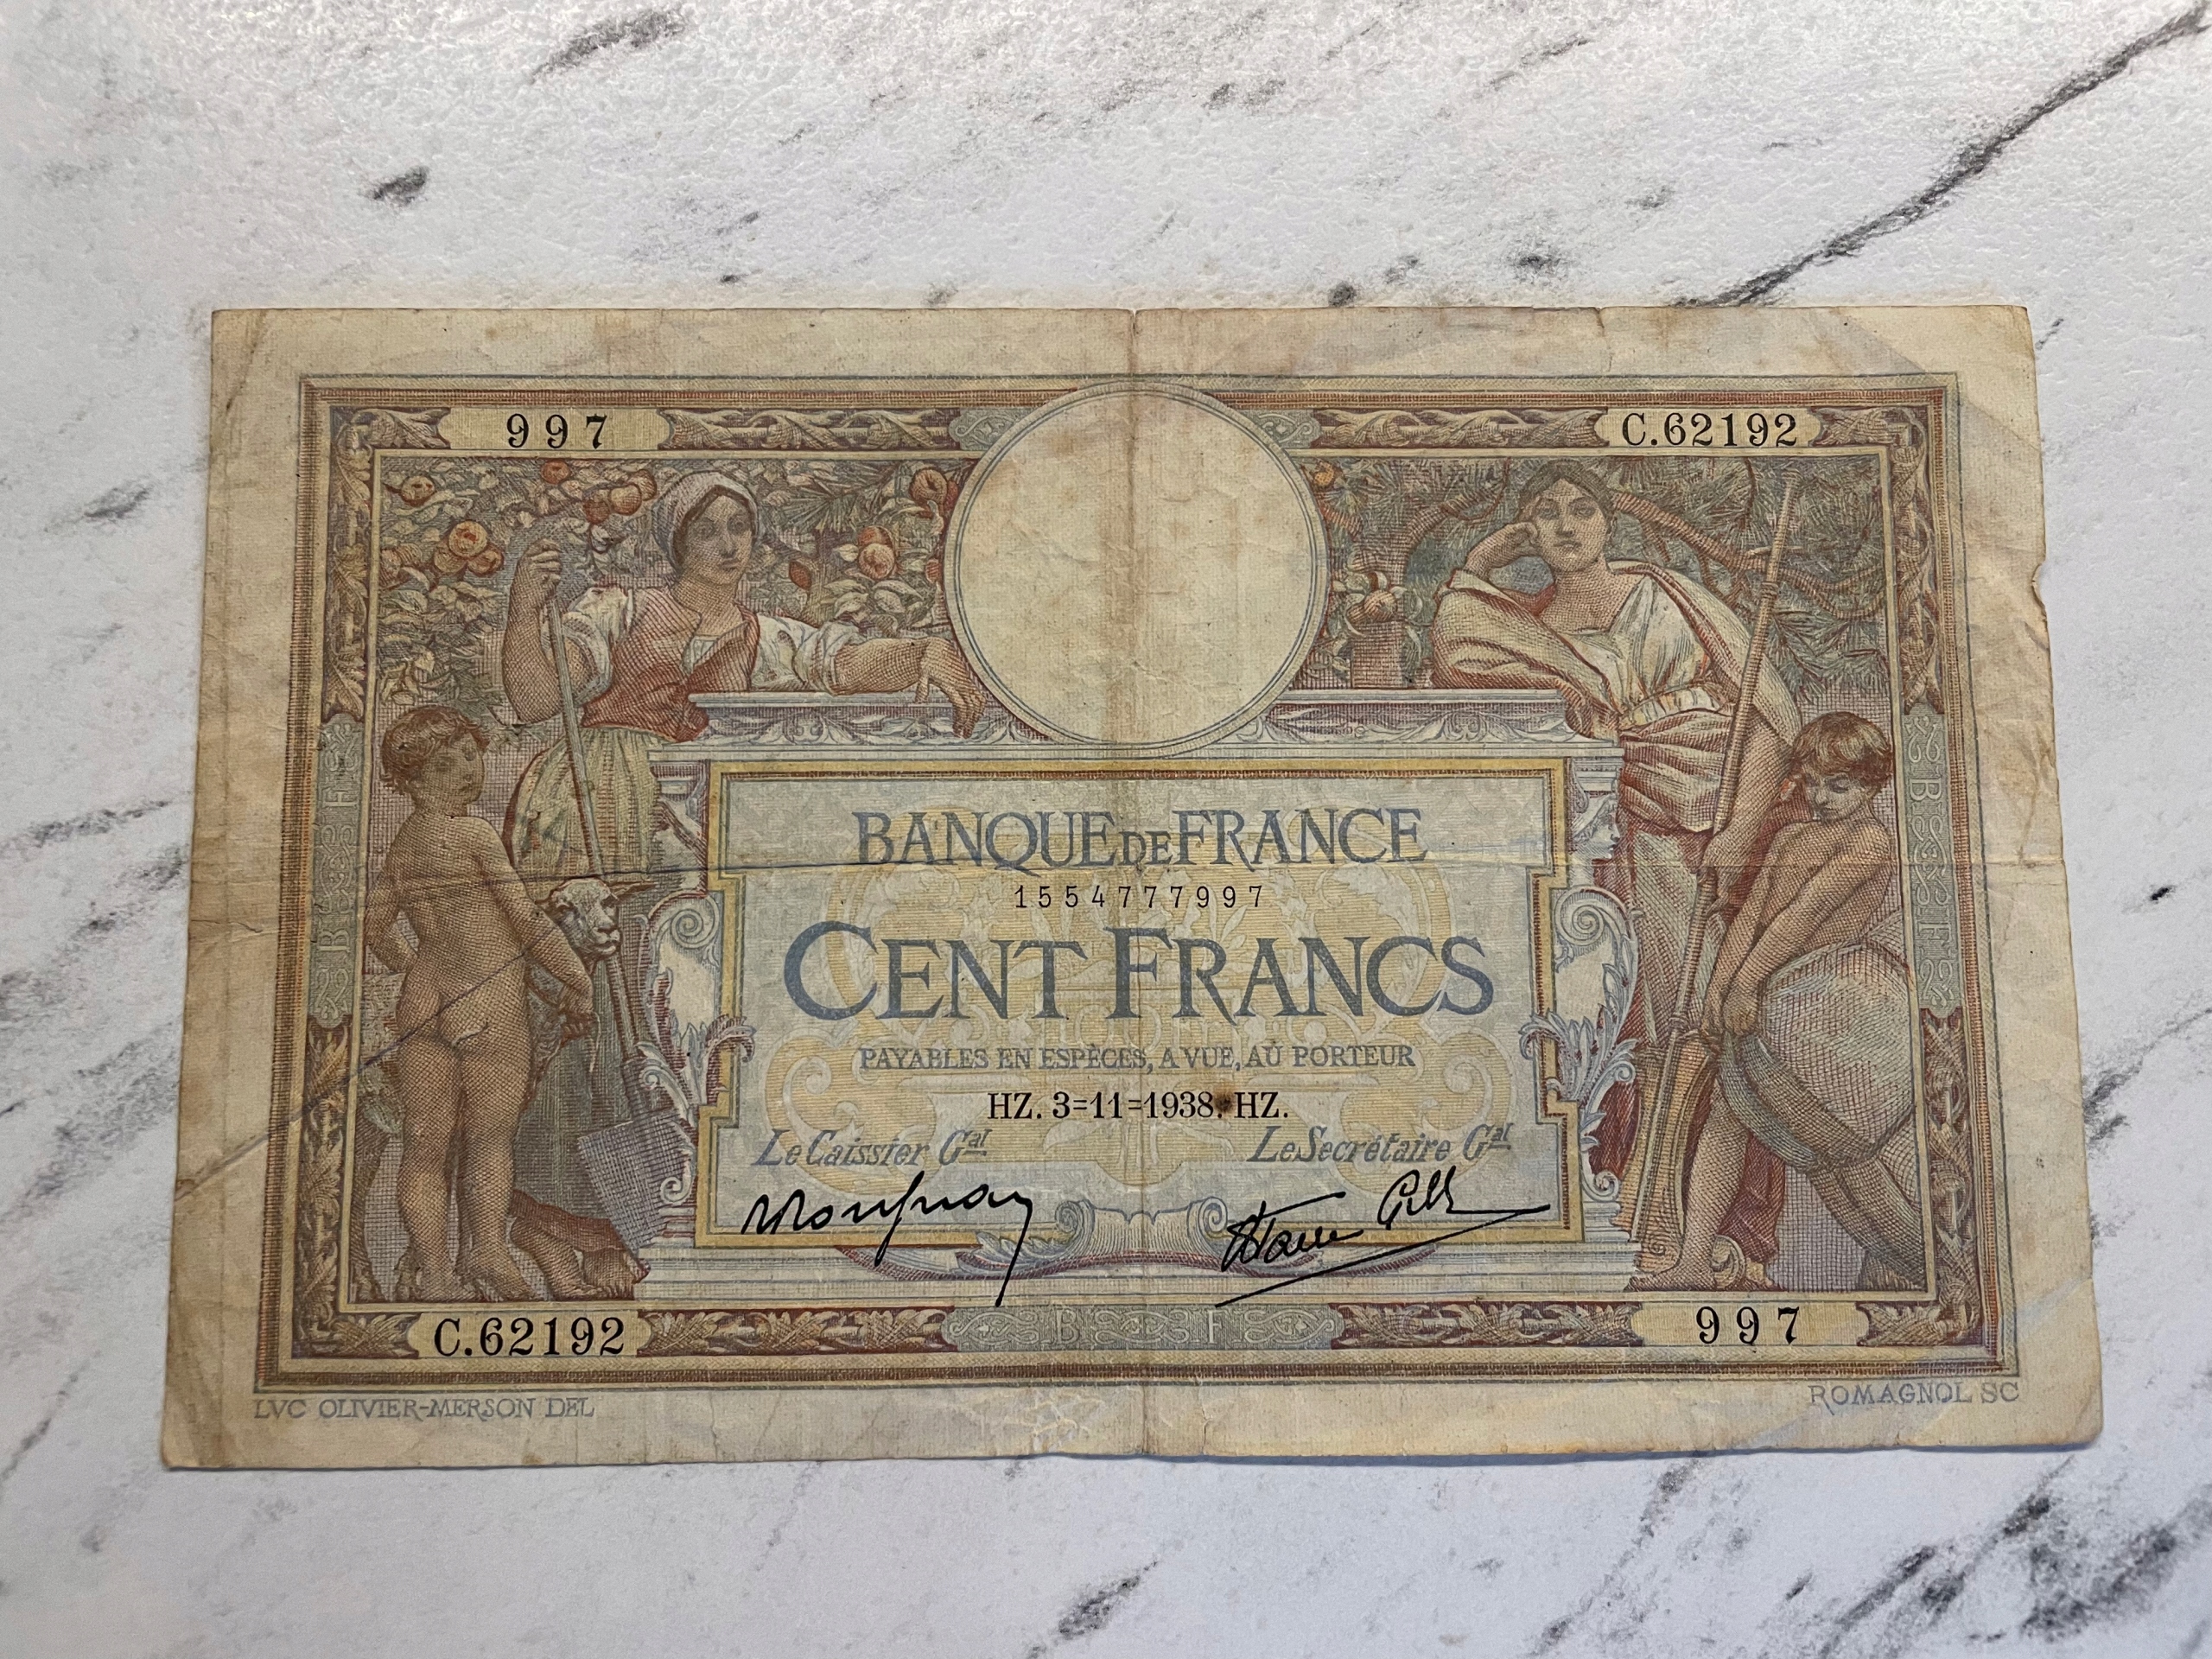 997 C.62192
BANQUE DE FRANCE
1554777997
CENT FRANCS
PAYABLES EN ESPÈCES, A VUE, AU PORTEUR
HZ. 3=11=1938. HZ.
Le Caissier Gal Le Secrétaire Gal
C.62192 B F 997
LVC OLIVIER-MERSON DEL ROMAGNOL SC
B F
B F